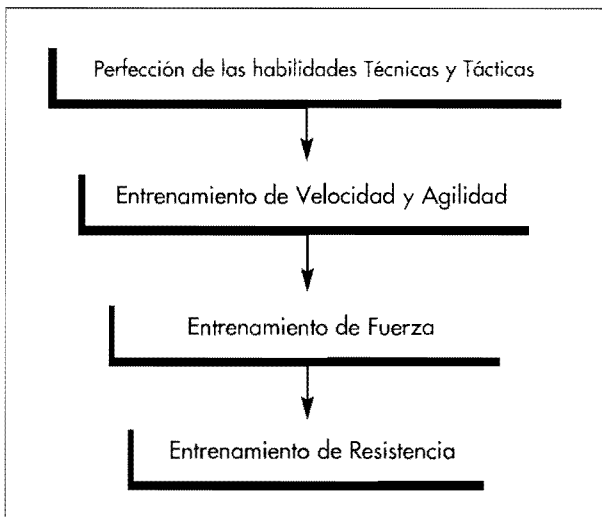 Perfección de las habilidades Técnicas y Tácticas
Entrenamiento de Velocidad y Agilidad
Entrenamiento de Fuerza
Entrenamiento de Resistencia